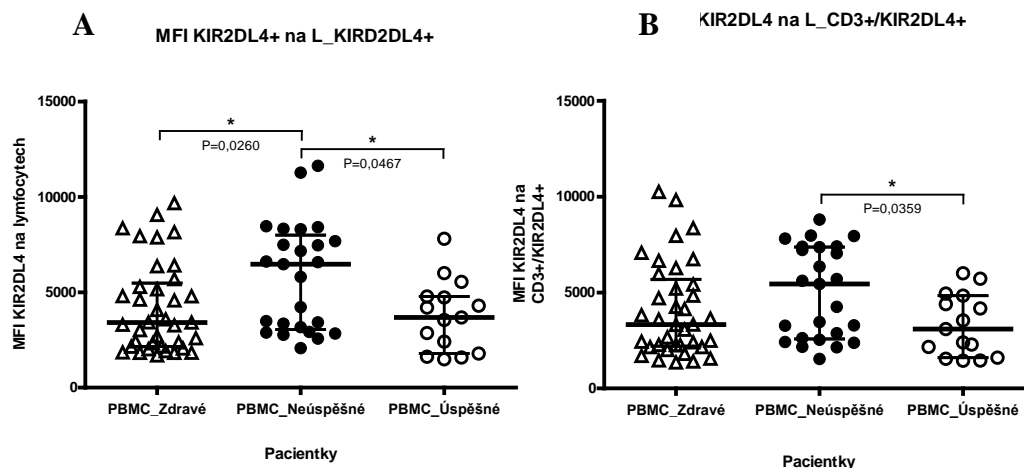 A
MFI KIR2DL4+ na L_KIRD2DL4+
15000
10000
5000
0
MFI KIR2DL4 na lymfocytech
*
P=0,0260
*
P=0,0467
PBMC_Zdravé
PBMC_Neúspěšné
PBMC_Úspěšné
Pacientky
B
KIR2DL4 na L_CD3+/KIR2DL4+
15000
10000
5000
0
MFI KIR2DL4 na
CD3+/KIR2DL4+
*
P=0,0359
PBMC_Zdravé
PBMC_Neúspěšné
PBMC_Úspěšné
Pacientky